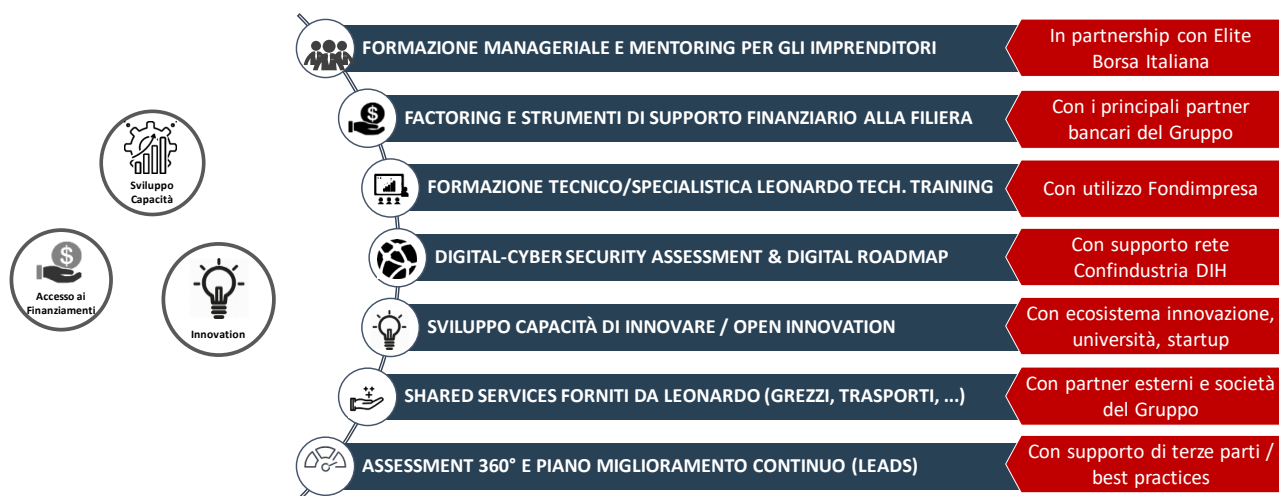 Sviluppo
Capacità
Accesso ai
Finanziamenti
Innovation
FORMAZIONE MANAGERIALE E MENTORING PER GLI IMPRENDITORI
In partnership con Elite
Borsa Italiana
FACTORING E STRUMENTI DI SUPPORTO FINANZIARIO ALLA FILIERA
Con i principali partner
bancari del Gruppo
FORMAZIONE TECNICO/SPECIALISTICA LEONARDO TECH. TRAINING
Con utilizzo Fondimpresa
DIGITAL-CYBER SECURITY ASSESSMENT & DIGITAL ROADMAP
Con supporto rete
Confindustria DIH
SVILUPPO CAPACITÀ DI INNOVARE / OPEN INNOVATION
Con ecosistema innovazione,
università, startup
SHARED SERVICES FORNITI DA LEONARDO (GREZZI, TRASPORTI, ...)
Con partner esterni e società
del Gruppo
ASSESSMENT 360° E PIANO MIGLIORAMENTO CONTINUO (LEADS)
Con supporto di terze parti /
best practices